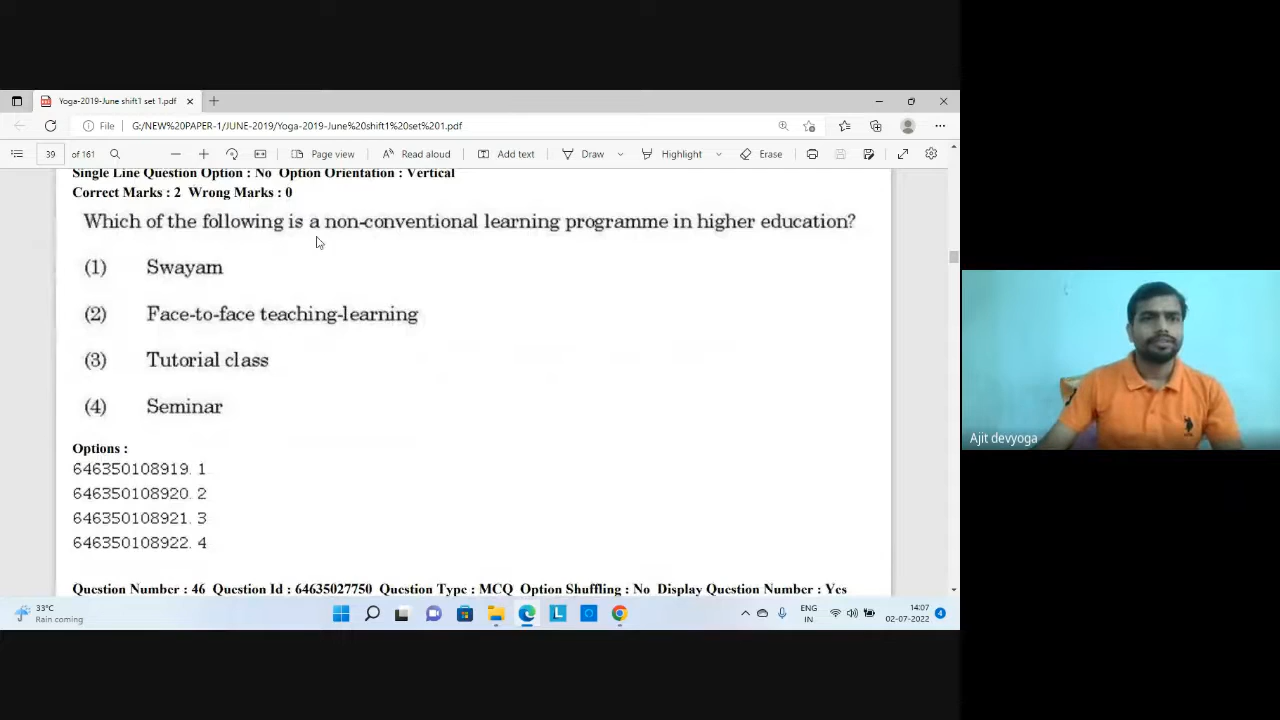 Yoga-2019-June shift1 set 1.pdf
File G:/NEW%20PAPER-1/JUNE-2019/Yoga-2019-June%20shift1%20set%201.pdf
39 of 161 Page view Read aloud Add text Draw Highlight Erase
Single Line Question Option : No Option Orientation : Vertical
Correct Marks : 2 Wrong Marks : 0
Which of the following is a non-conventional learning programme in higher education?
(1) Swayam
(2) Face-to-face teaching-learning
(3) Tutorial class
(4) Seminar
Options :
646350108919. 1
646350108920. 2
646350108921. 3
646350108922. 4
Question Number : 46 Question Id : 64635027750 Question Type : MCQ Option Shuffling : No Display Question Number : Yes
Ajit devyoga
33°C
Rain coming
ENG
IN
14:07
02-07-2022
4